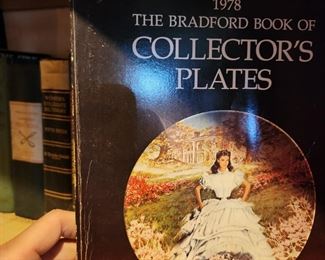 1978
THE BRADFORD BOOK OF
COLLECTOR'S
PLATES